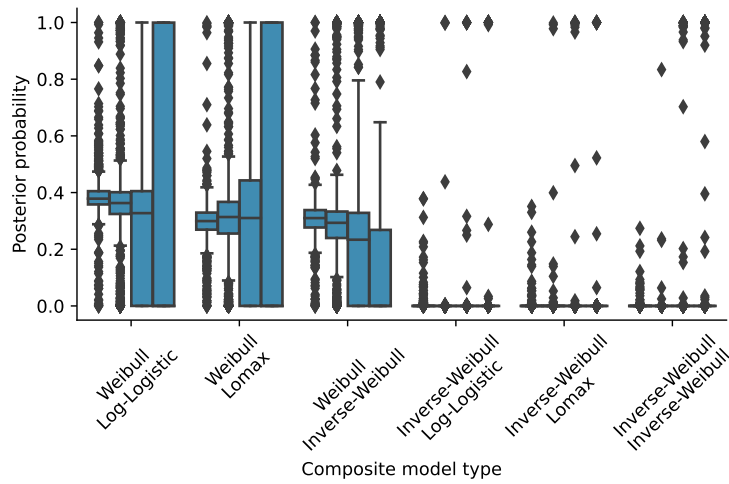 1.0
0.8
0.6
0.4
0.2
0.0
Posterior probability
Weibull
Log-Logistic
Weibull
Lomax
Weibull
Inverse-Weibull
Inverse-Weibull
Log-Logistic
Inverse-Weibull
Lomax
Inverse-Weibull
Inverse-Weibull
Composite model type